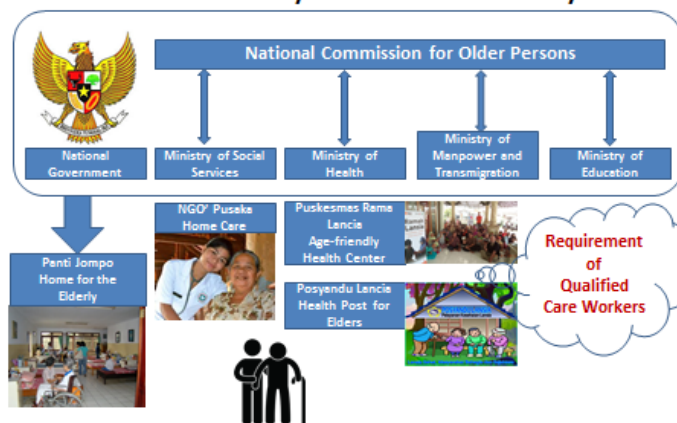 National Commission for Older Persons
National
Government
Ministry of Social
Services
Ministry of
Health
Ministry of
Manpower and
Transmigration
Ministry of
Education
NGO' Pusaka
Home Care
Puskesmas Rama
Lancia
Age-friendly
Health Center
Requirement
of
Qualified
Care Workers
Panti Jompo
Home for the
Elderly
Posyandu Lancia
Health Post for
Elders